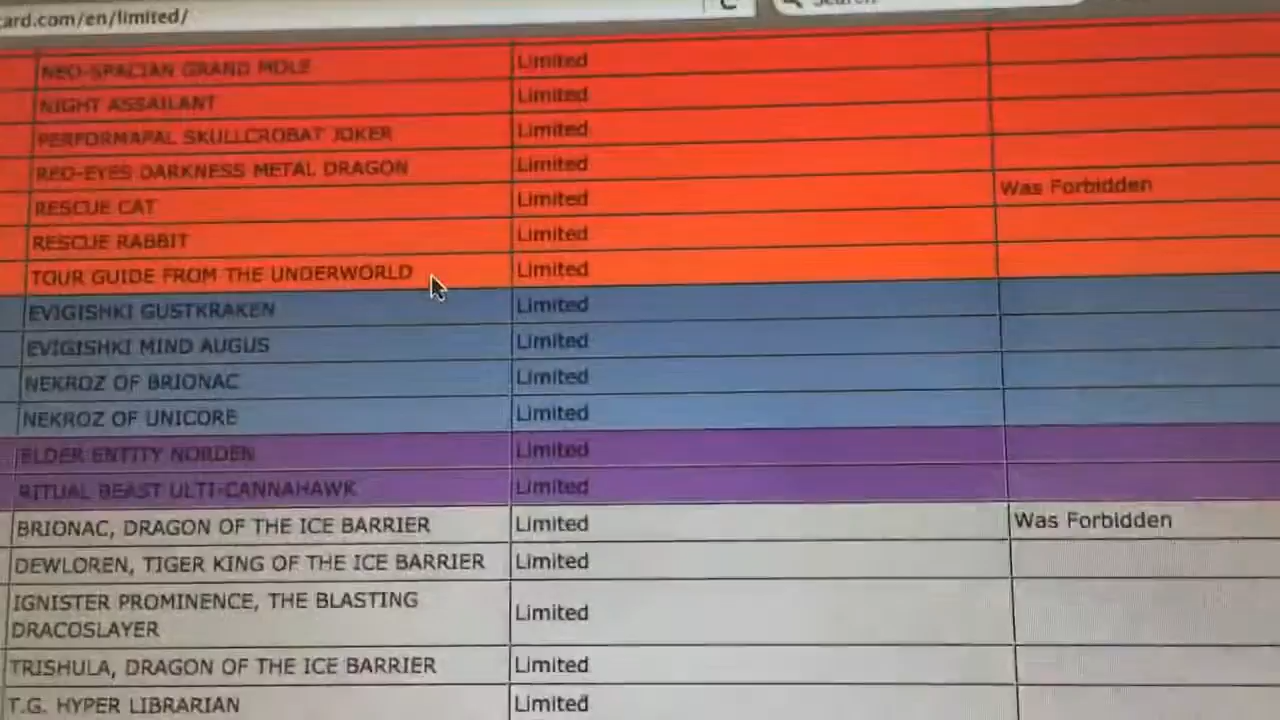 ard.com/en/limited/
Search
NEO-SPACIAN GRAND MOLE Limited
NIGHT ASSAILANT Limited
PERFORMAPAL SKULLCROBAT JOKER Limited
RED-EYES DARKNESS METAL DRAGON Limited
RESCUE CAT Limited Was Forbidden
RESCUE RABBIT Limited
TOUR GUIDE FROM THE UNDERWORLD Limited
EVIGISHKI GUSTKRAKEN Limited
EVIGISHKI MIND AUGUS Limited
NEKROZ OF BRIONAC Limited
NEKROZ OF UNICORE Limited
ELDER ENTITY NORDEN Limited
RITUAL BEAST ULTI-CANNAHAWK Limited
BRIONAC, DRAGON OF THE ICE BARRIER Limited Was Forbidden
DEWLOREN, TIGER KING OF THE ICE BARRIER Limited
IGNISTER PROMINENCE, THE BLASTING
DRACOSLAYER Limited
TRISHULA, DRAGON OF THE ICE BARRIER Limited
T.G. HYPER LIBRARIAN Limited